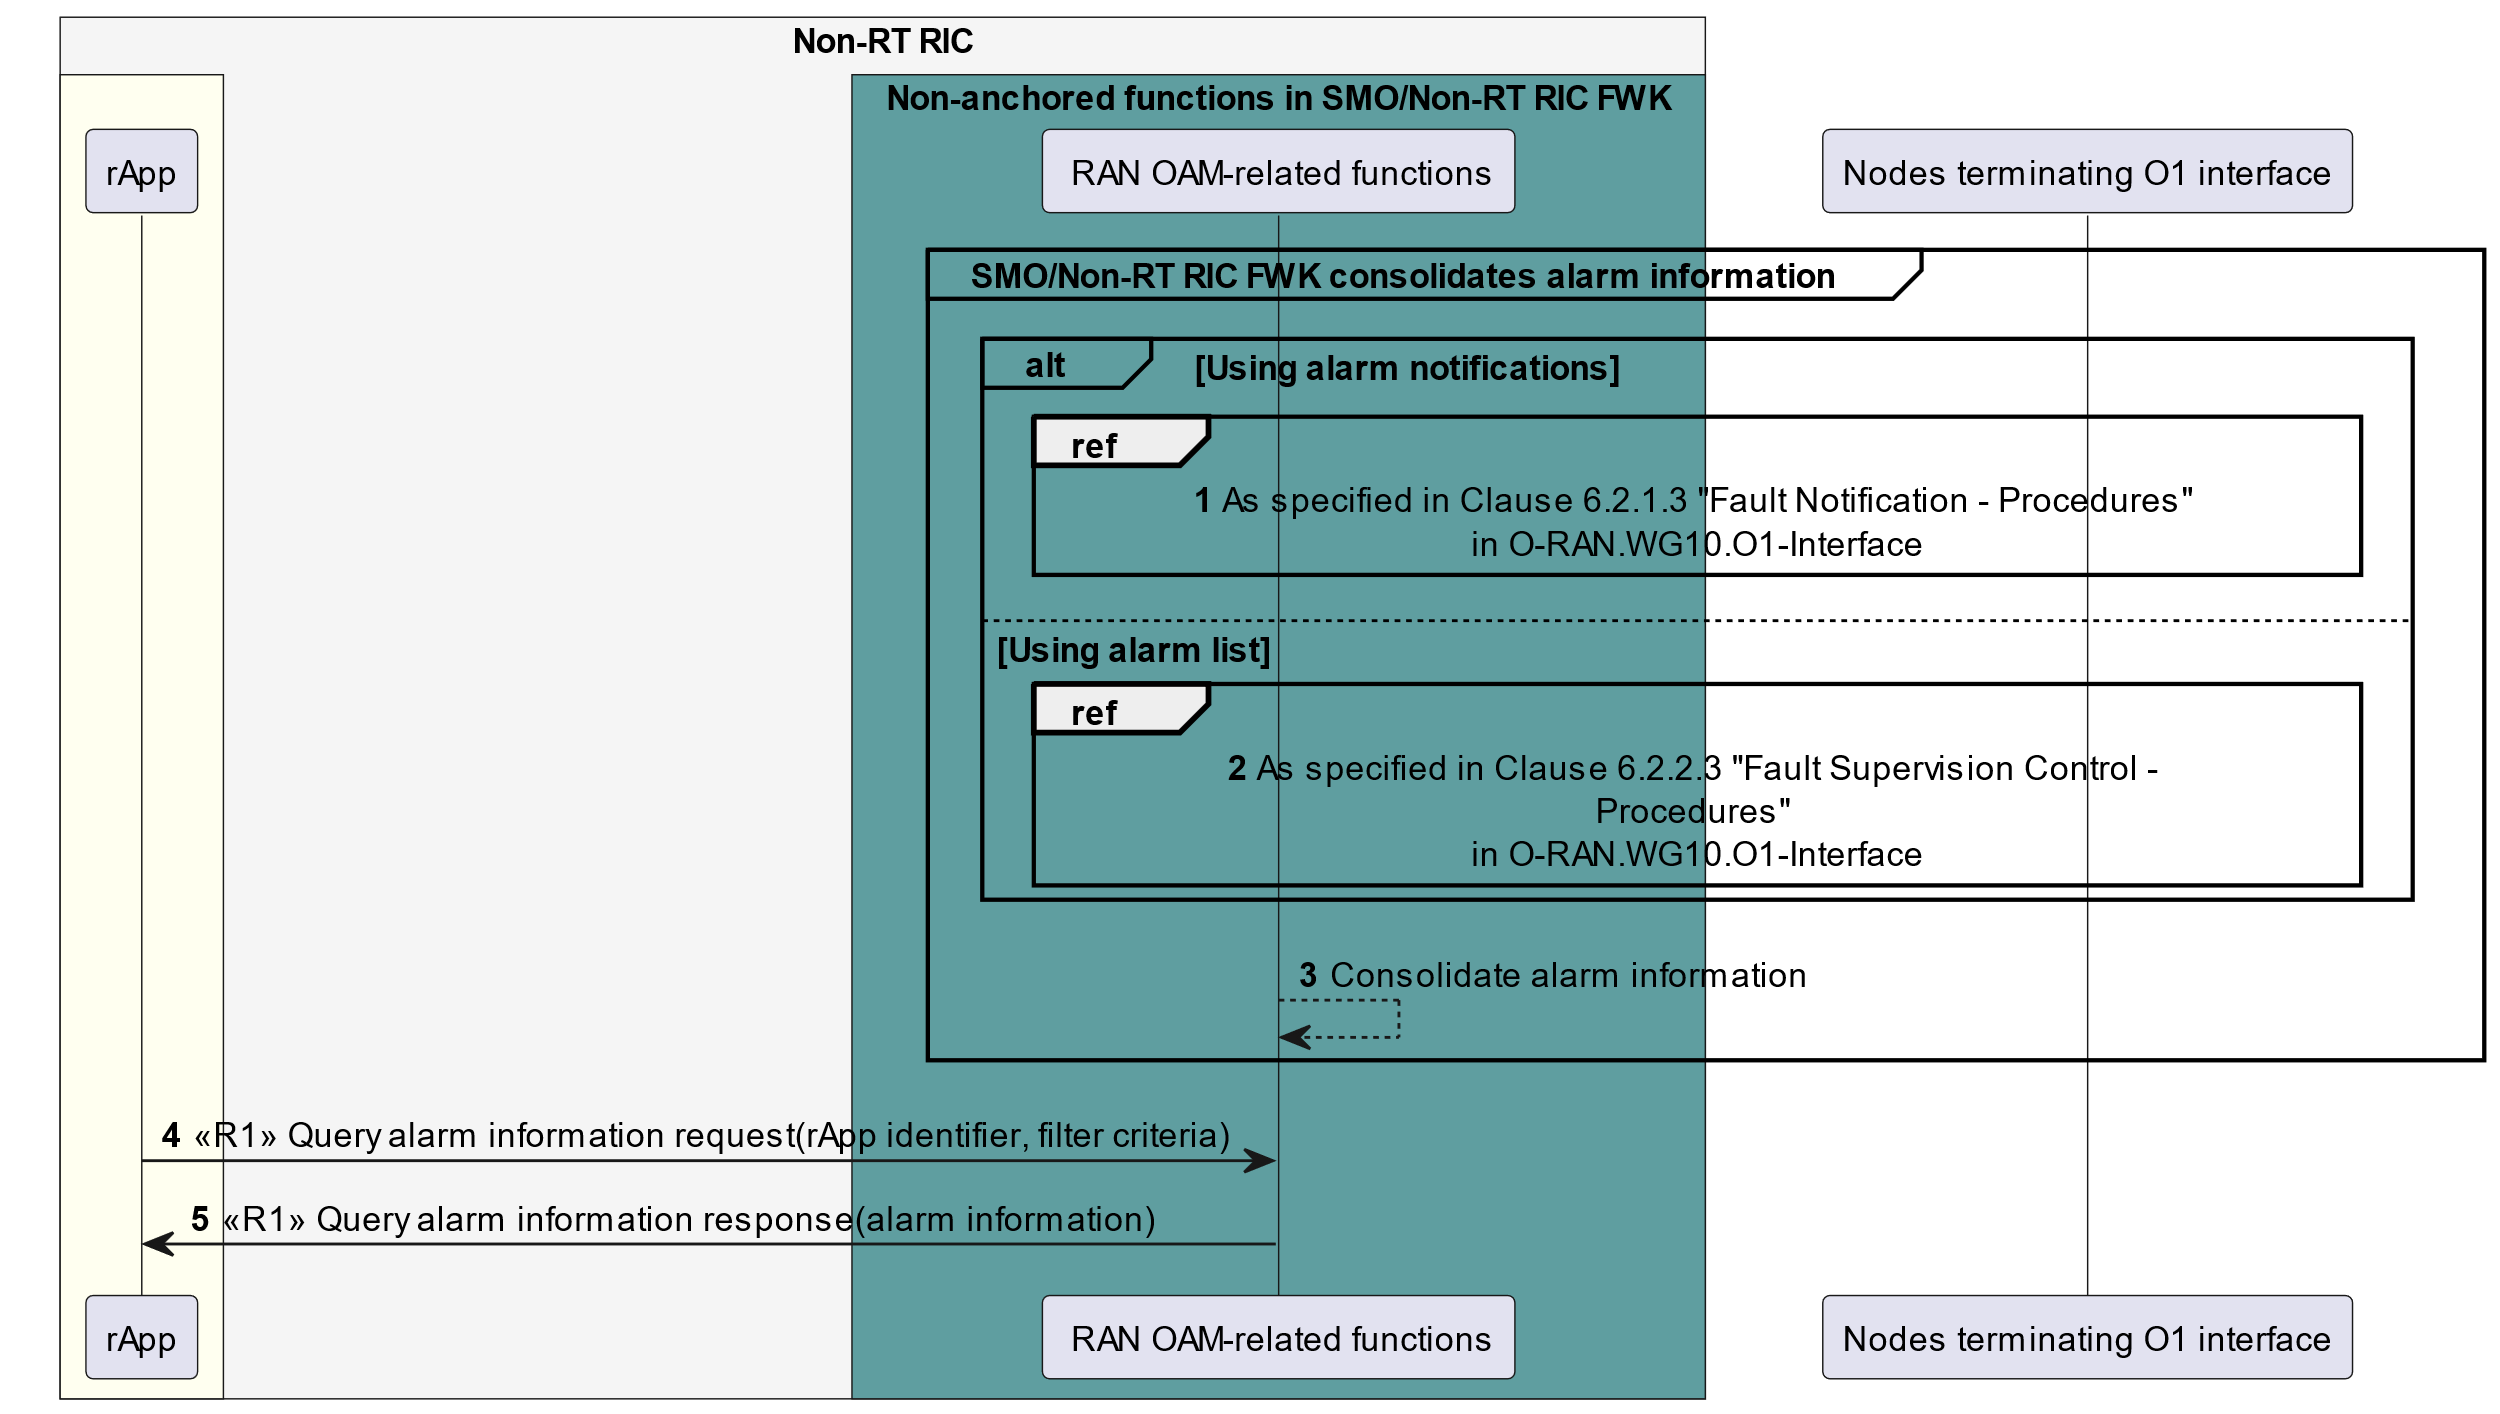 Non-RT RIC
Non-anchored functions in SMO/Non-RT RIC FWK
rApp
RAN OAM-related functions
Nodes terminating O1 interface
SMO/Non-RT RIC FWK consolidates alarm information
alt
[Using alarm notifications]
ref
1 As specified in Clause 6.2.1.3 "Fault Notification - Procedures"
in O-RAN.WG10.O1-Interface
[Using alarm list]
ref
2 As specified in Clause 6.2.2.3 "Fault Supervision Control -
Procedures"
in O-RAN.WG10.O1-Interface
3 Consolidate alarm information
4 «R1» Query alarm information request(rApp identifier, filter criteria)
5 «R1» Query alarm information response(alarm information)
rApp
RAN OAM-related functions
Nodes terminating O1 interface